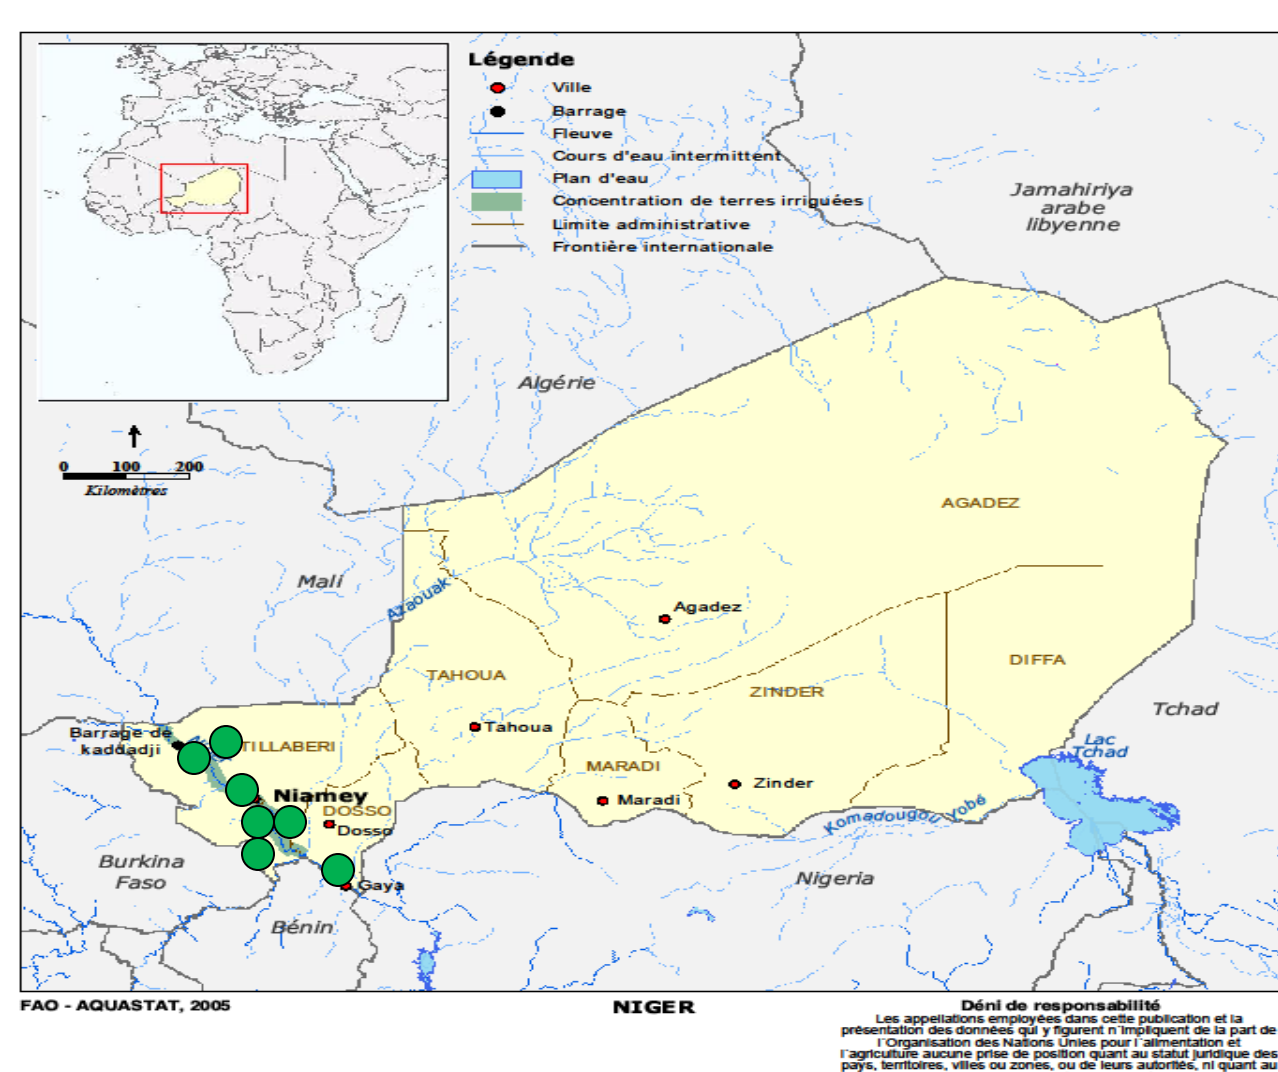 Légende
Ville
Barrage
Fleuve
Cours d'eau intermittent
Plan d'eau
Concentration de terres irriguées
Limite administrative
Frontière internationale
Jamahiriya
arabe
libyenne
Algérie
0 100 200
Kilomètres
AGADEZ
Mali
Azaouak
Agadez
TAHOUA
DIFFA
ZINDER
Tchad
Tahoua
Barrage de
kaddadji
TILLABERI
Lac
Tchad
MARADI
Zinder
Niamey
Maradi
DOSSO
Dosso
Komadougou Yobé
Burkina
Faso
Gaya
Nigeria
Bénin
FAO - AQUASTAT, 2005
NIGER
Déni de responsabilité
Les appellations employées dans cette publication et la
présentation des données qui y figurent n'impliquent de la part de
l'Organisation des Nations Unies pour l'alimentation et
l'agriculture aucune prise de position quant au statut juridique des
pays, territoires, villes ou zones, ou de leurs autorités, ni quant au